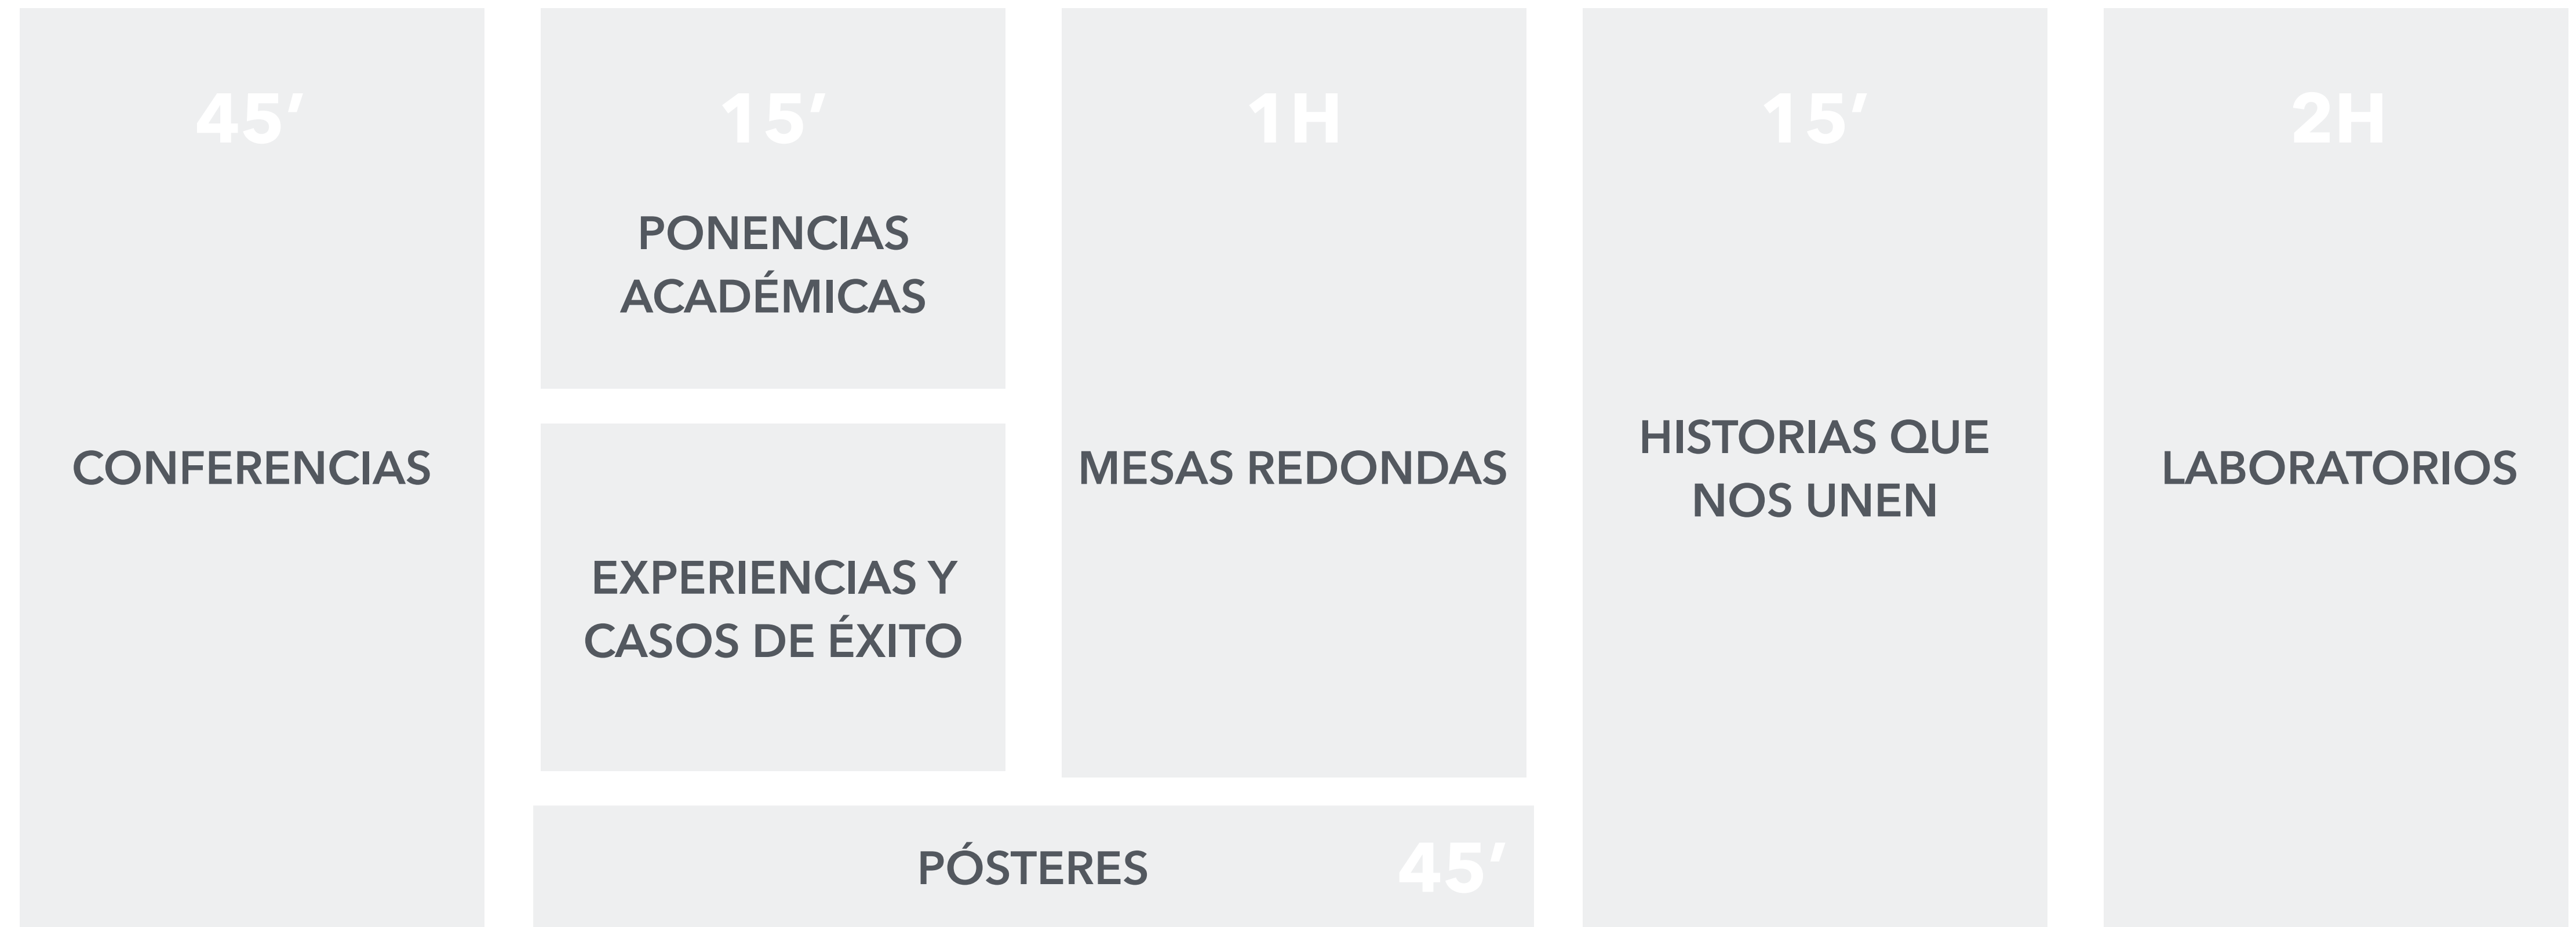 45’
CONFERENCIAS
15’
PONENCIAS
ACADÉMICAS
EXPERIENCIAS Y
CASOS DE ÉXITO
1H
MESAS REDONDAS
PÓSTERES 45’
15’
HISTORIAS QUE
NOS UNEN
2H
LABORATORIOS